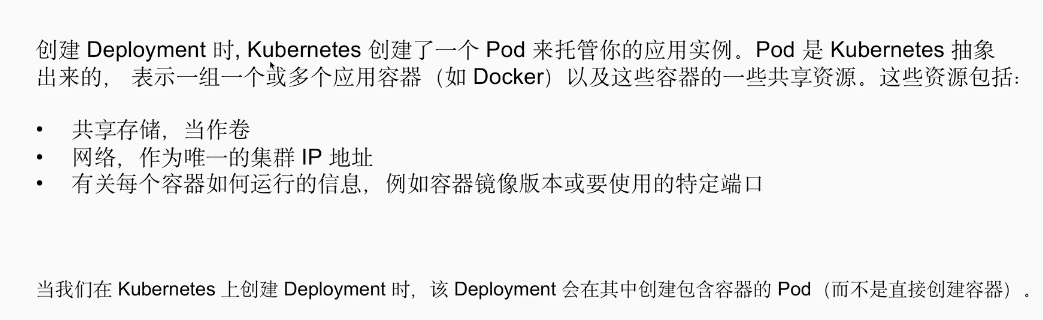 创建 Deployment 时, Kubernetes 创建了一个 Pod 来托管你的应用实例。Pod 是 Kubernetes 抽象
出来的， 表示一组一个或多个应用容器（如 Docker）以及这些容器的一些共享资源。这些资源包括：
• 共享存储，当作卷
• 网络，作为唯一的集群 IP 地址
• 有关每个容器如何运行的信息，例如容器镜像版本或要使用的特定端口
当我们在 Kubernetes 上创建 Deployment 时，该 Deployment 会在其中创建包含容器的 Pod（而不是直接创建容器）。